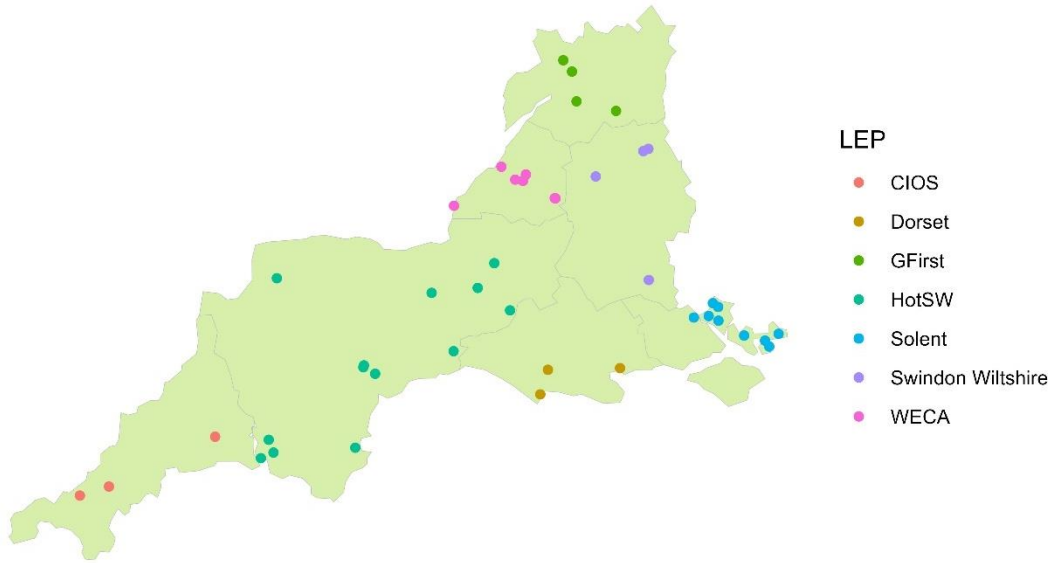 LEP
CIOS
Dorset
GFirst
HotSW
Solent
Swindon Wiltshire
WECA